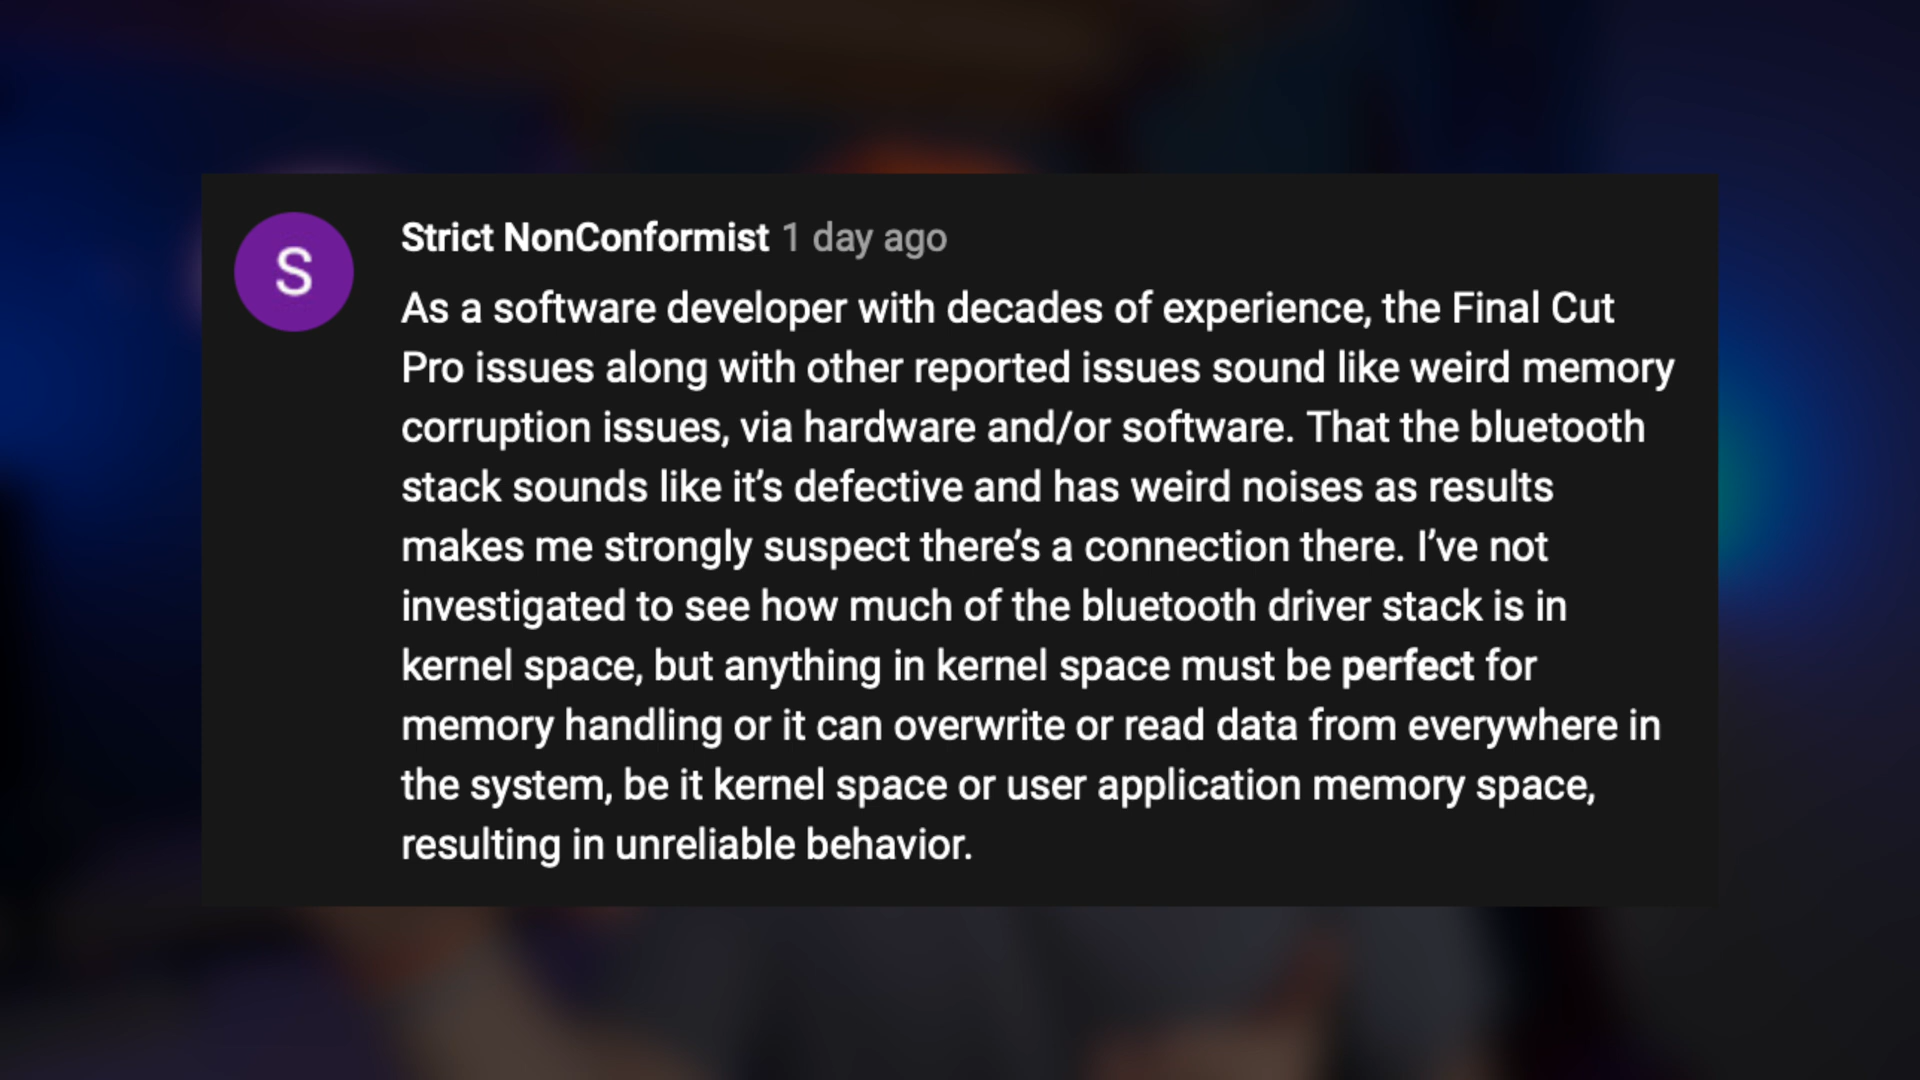 S
Strict NonConformist 1 day ago
As a software developer with decades of experience, the Final Cut
Pro issues along with other reported issues sound like weird memory
corruption issues, via hardware and/or software. That the bluetooth
stack sounds like it’s defective and has weird noises as results
makes me strongly suspect there’s a connection there. I’ve not
investigated to see how much of the bluetooth driver stack is in
kernel space, but anything in kernel space must be perfect for
memory handling or it can overwrite or read data from everywhere in
the system, be it kernel space or user application memory space,
resulting in unreliable behavior.